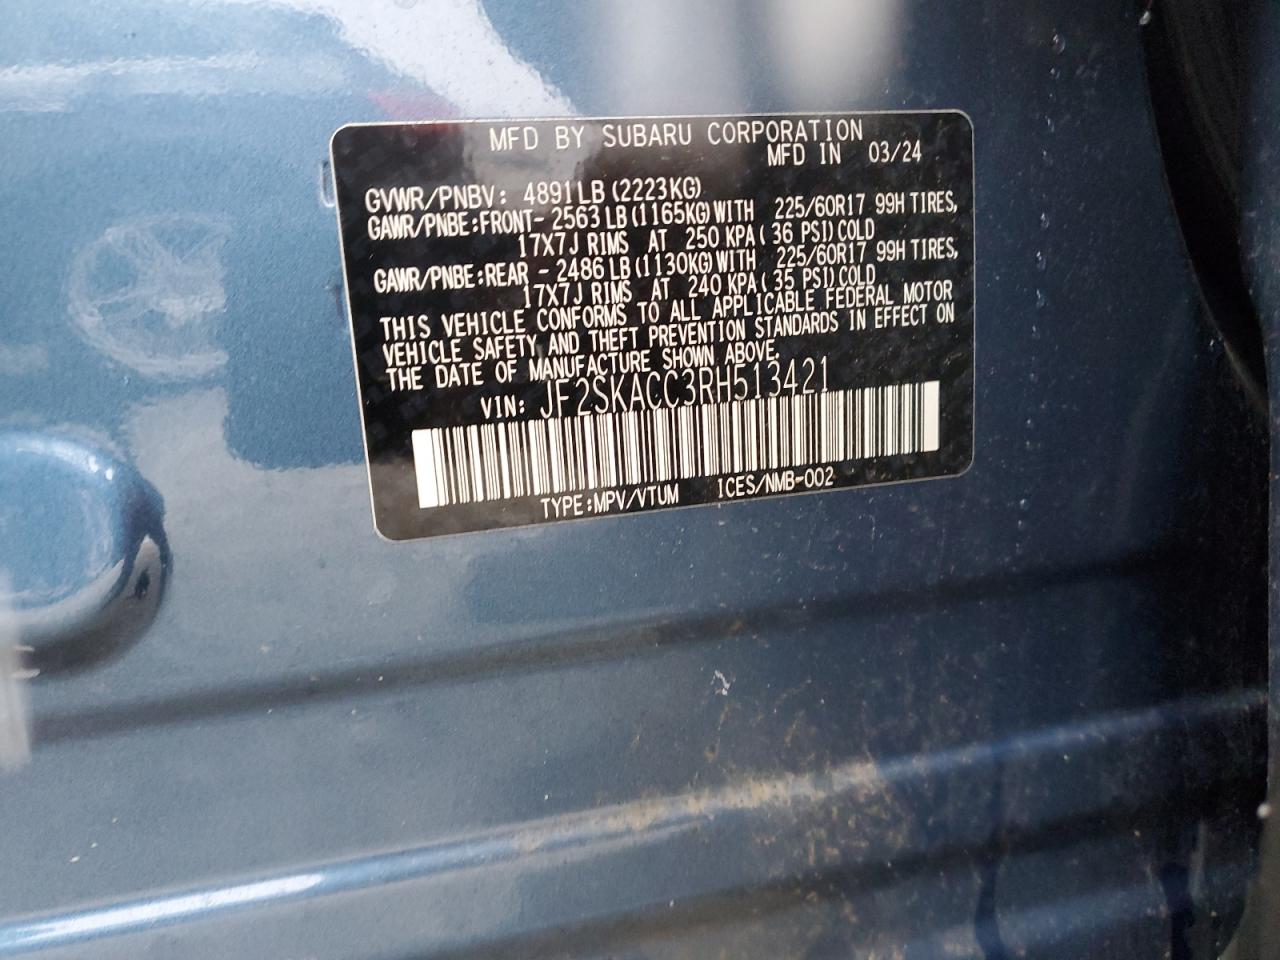 MFD BY SUBARU CORPORATION
MFD IN 03/24
GVWR/PNBV: 4891LB (2223KG)
GAWR/PNBE:FRONT- 2563 LB (1165KG) WITH 225/60R17 99H TIRES,
17X7J RIMS AT 250 KPA ( 36 PSI) COLD
GAWR/PNBE:REAR - 2486 LB (1130KG) WITH 225/60R17 99H TIRES,
17X7J RIMS AT 240 KPA ( 35 PSI) COLD
THIS VEHICLE CONFORMS TO ALL APPLICABLE FEDERAL MOTOR
VEHICLE SAFETY AND THEFT PREVENTION STANDARDS IN EFFECT ON
THE DATE OF MANUFACTURE SHOWN ABOVE.
VIN: JF2SKACC3RH513421
TYPE:MPV/VTUM ICES/NMB-002